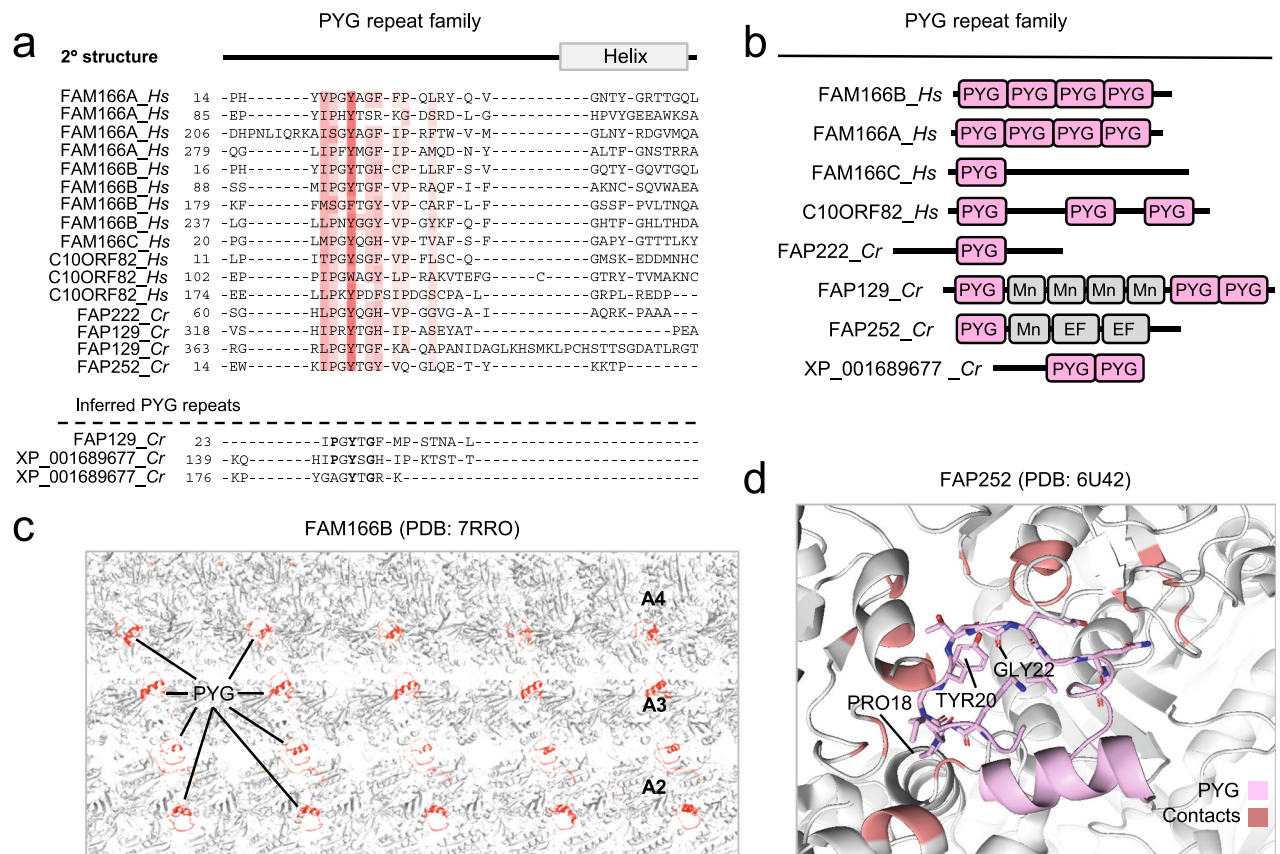 a
PYG repeat family
2º structure
Helix
FAM166A_Hs 14 -PH--------YVPGYAGF-FP-QLRY-Q-V----------GNTY-GRTTGQL
FAM166A_Hs 85 -EP--------YIPHYTSR-KG-DSRD-L-G----------HPVYGEEAWKSA
FAM166A_Hs 206 -DHPNLIQRKAISGYAGF-IP-RFTW-V-M----------GLNY-RDGVMQA
FAM166A_Hs 279 -QG--------LIPFYMGF-IP-AMQD-N-Y----------ALTF-GNSTRRA
FAM166B_Hs 16 -PH--------YIPGYTGH-CP-LLRF-S-V----------GQTY-GQVTGQL
FAM166B_Hs 88 -SS--------MIPGYTGF-VP-RAQF-I-F----------AKNC-SQVWAEA
FAM166B_Hs 179 -KF--------FMSGFTGY-VP-CARF-L-F----------GSSF-PVLTNQA
FAM166B_Hs 237 -LG--------LLPNYGGY-VP-GYKF-Q-F----------GHTF-GHLTHDA
FAM166C_Hs 20 -PG--------LMPGYQGH-VP-TVAF-S-F----------GAPY-GTTTLKY
C10ORF82_Hs 11 -LP--------ITPGYSGF-VP-FLSC-Q------------GMSK-EDDMNHC
C10ORF82_Hs 102 -EP--------IPGWAGY-LP-RAKVTEFG-----C-----GTRY-TVMAKNC
C10ORF82_Hs 174 -EE--------LLPKYPDFSIPDGSCPA-L-----------GRPL-REDP---
FAP222_Cr 60 -SG--------HLPGYQGH-IP-GGVG-A-I----------AQRK-PAAA---
FAP129_Cr 318 -VS--------HIPRYTGH-IP-ASEYAT---------------------PEA
FAP129_Cr 363 -RG--------RLPGYTGF-KA-QAPANIDAGLKHSMKLPCHSTTSGDATLRGT
FAP252_Cr 14 -EW--------KIPGYTGY-VQ-GLQE-T-Y----------KKTP--------
Inferred PYG repeats
FAP129_Cr 23 -----------IPGYTGF-MP-STNA-L-------------------------
XP_001689677_Cr 139 -KQ--------HIPGYSGH-IP-KTST-T-------------------------
XP_001689677_Cr 176 -KP--------YGAGYTGR-K---------------------------------
b
PYG repeat family
FAM166B_Hs PYG PYG PYG PYG
FAM166A_Hs PYG PYG PYG PYG
FAM166C_Hs PYG
C10ORF82_Hs PYG PYG PYG
FAP222_Cr PYG
FAP129_Cr PYG Mn Mn Mn Mn PYG PYG
FAP252_Cr PYG Mn EF EF
XP_001689677 _Cr PYG PYG
c
FAM166B (PDB: 7RRO)
A4
PYG
A3
A2
d
FAP252 (PDB: 6U42)
GLY22
TYR20
PRO18
PYG
Contacts